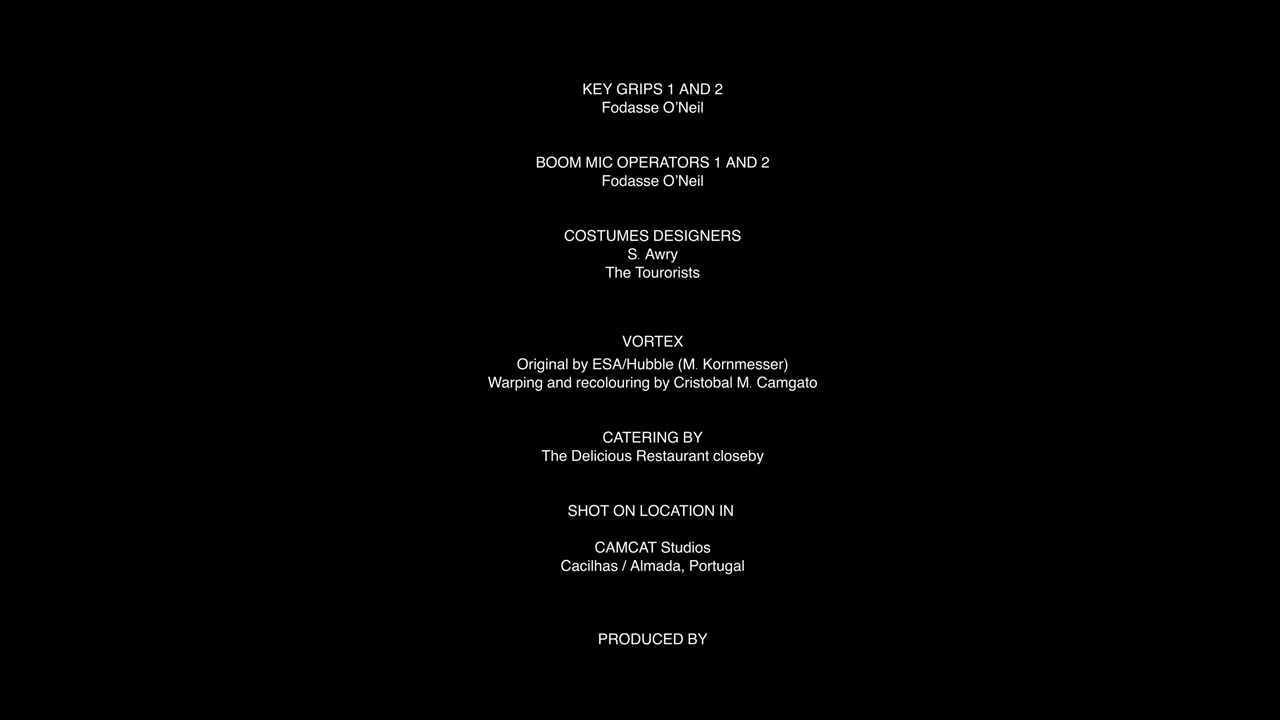 KEY GRIPS 1 AND 2
Fodasse O’Neil
BOOM MIC OPERATORS 1 AND 2
Fodasse O’Neil
COSTUMES DESIGNERS
S. Awry
The Tourorists
VORTEX
Original by ESA/Hubble (M. Kornmesser)
Warping and recolouring by Cristobal M. Camgato
CATERING BY
The Delicious Restaurant closeby
SHOT ON LOCATION IN
CAMCAT Studios
Cacilhas / Almada, Portugal
PRODUCED BY